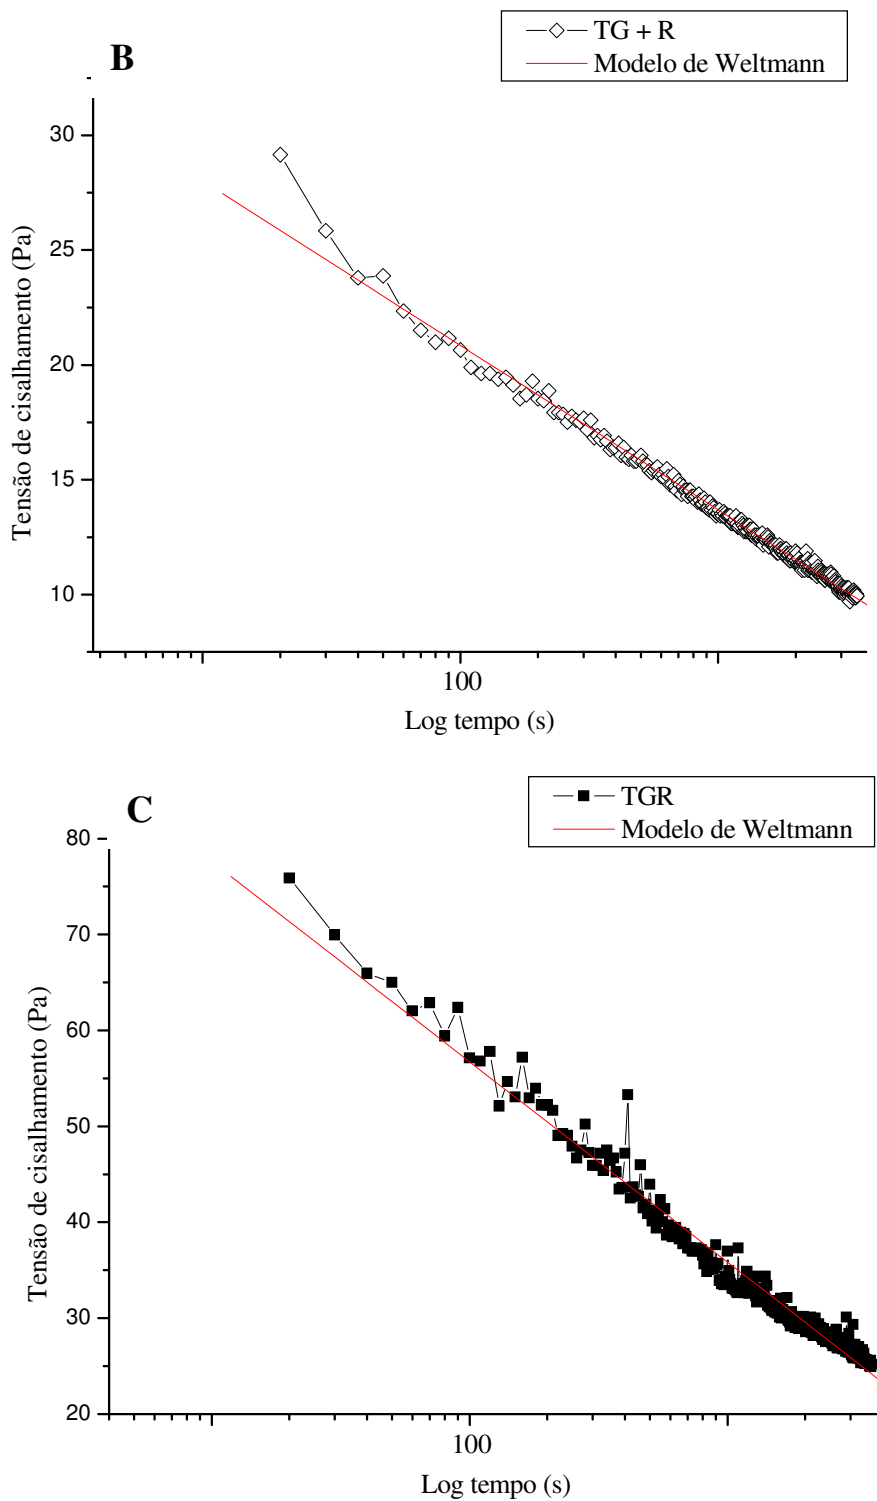 B
TG + R
Modelo de Weltmann
30
25
20
15
10
Tensão de cisalhamento (Pa)
100
Log tempo (s)
C
TGR
Modelo de Weltmann
80
70
60
50
40
30
20
Tensão de cisalhamento (Pa)
100
Log tempo (s)